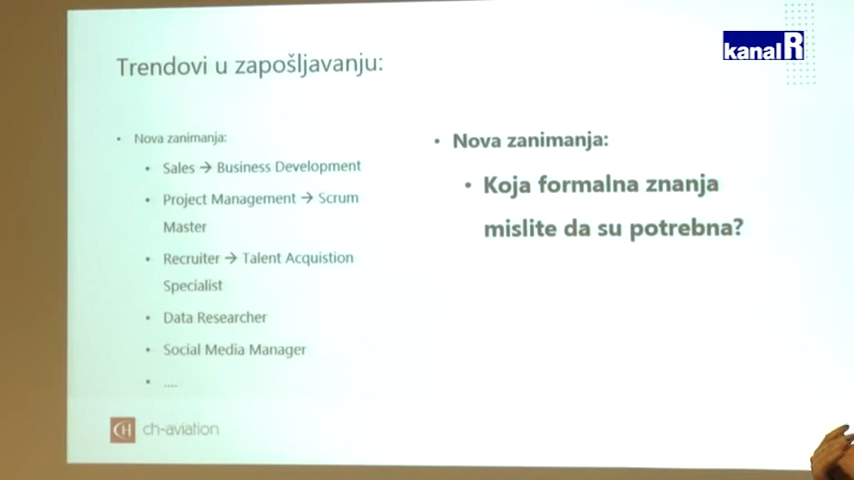 kanal R
Trendovi u zapošljavanju:
• Nova zanimanja:
• Sales → Business Development
• Project Management → Scrum
Master
• Recruiter → Talent Acquistion
Specialist
• Data Researcher
• Social Media Manager
• ....
• Nova zanimanja:
• Koja formalna znanja
mislite da su potrebna?
CH ch-aviation